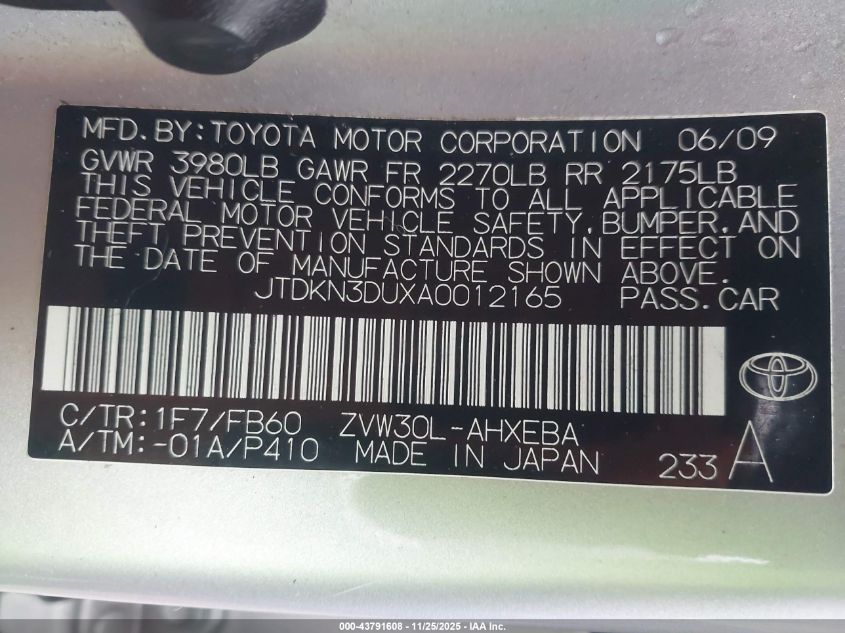 MFD.BY:TOYOTA MOTOR CORPORATION 06/09
GVWR 3980LB GAWR FR 2270LB RR 2175LB
THIS VEHICLE CONFORMS TO ALL APPLICABLE
FEDERAL MOTOR VEHICLE SAFETY,BUMPER,AND
THEFT PREVENTION STANDARDS IN EFFECT ON
THE DATE OF MANUFACTURE SHOWN ABOVE.
JTDKN3DUXA0012165 PASS.CAR
C/TR:1F7/FB60 ZVW30L-AHXEBA
A/TM:-01A/P410 MADE IN JAPAN 233 A
000-43791608 - 11/25/2025 - IAA Inc.